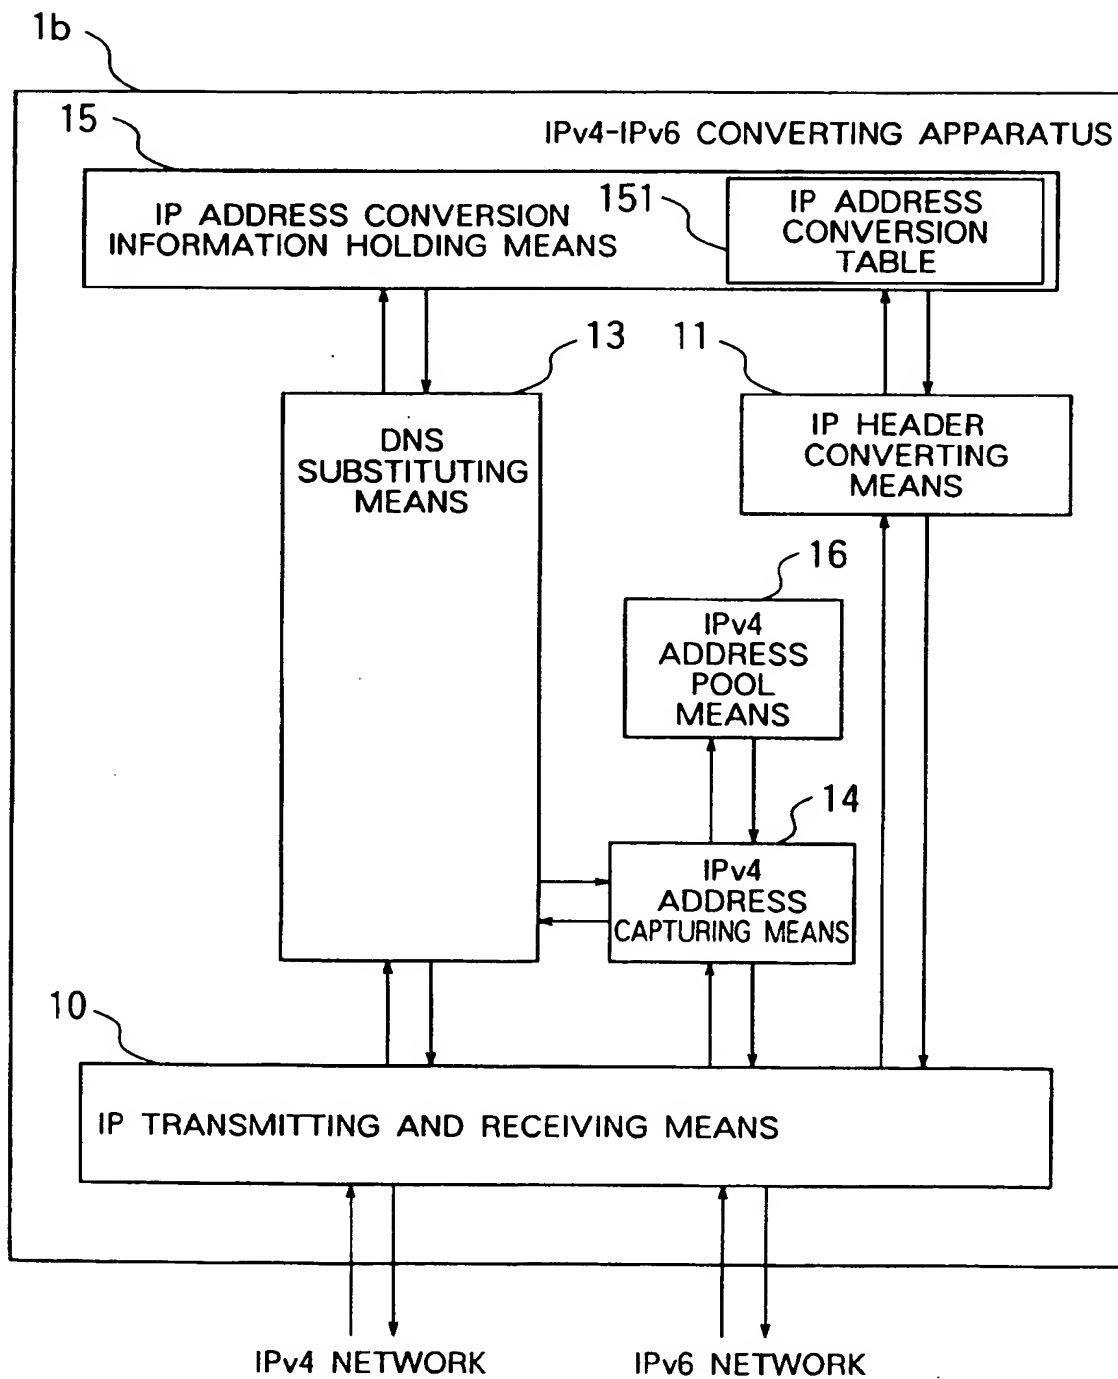 1b
15
IPv4-IPv6 CONVERTING APPARATUS
IP ADDRESS CONVERSION
INFORMATION HOLDING MEANS
151
IP ADDRESS
CONVERSION
TABLE
13
11
DNS
SUBSTITUTING
MEANS
IP HEADER
CONVERTING
MEANS
16
IPv4
ADDRESS
POOL
MEANS
14
IPv4
ADDRESS
CAPTURING MEANS
10
IP TRANSMITTING AND RECEIVING MEANS
IPv4 NETWORK
IPv6 NETWORK